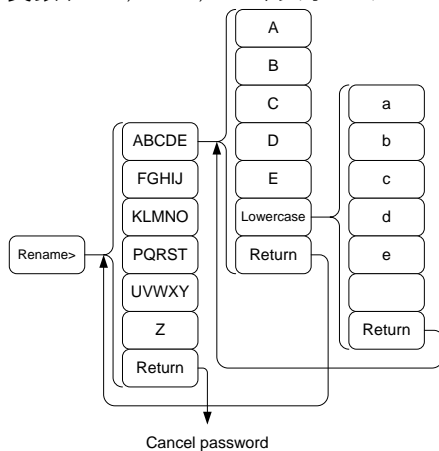 Rename>
ABCDE
FGHIJ
KLMNO
PQRST
UVWXY
Z
Return
A
B
C
D
E
Lowercase
Return
a
b
c
d
e
Return
Cancel password